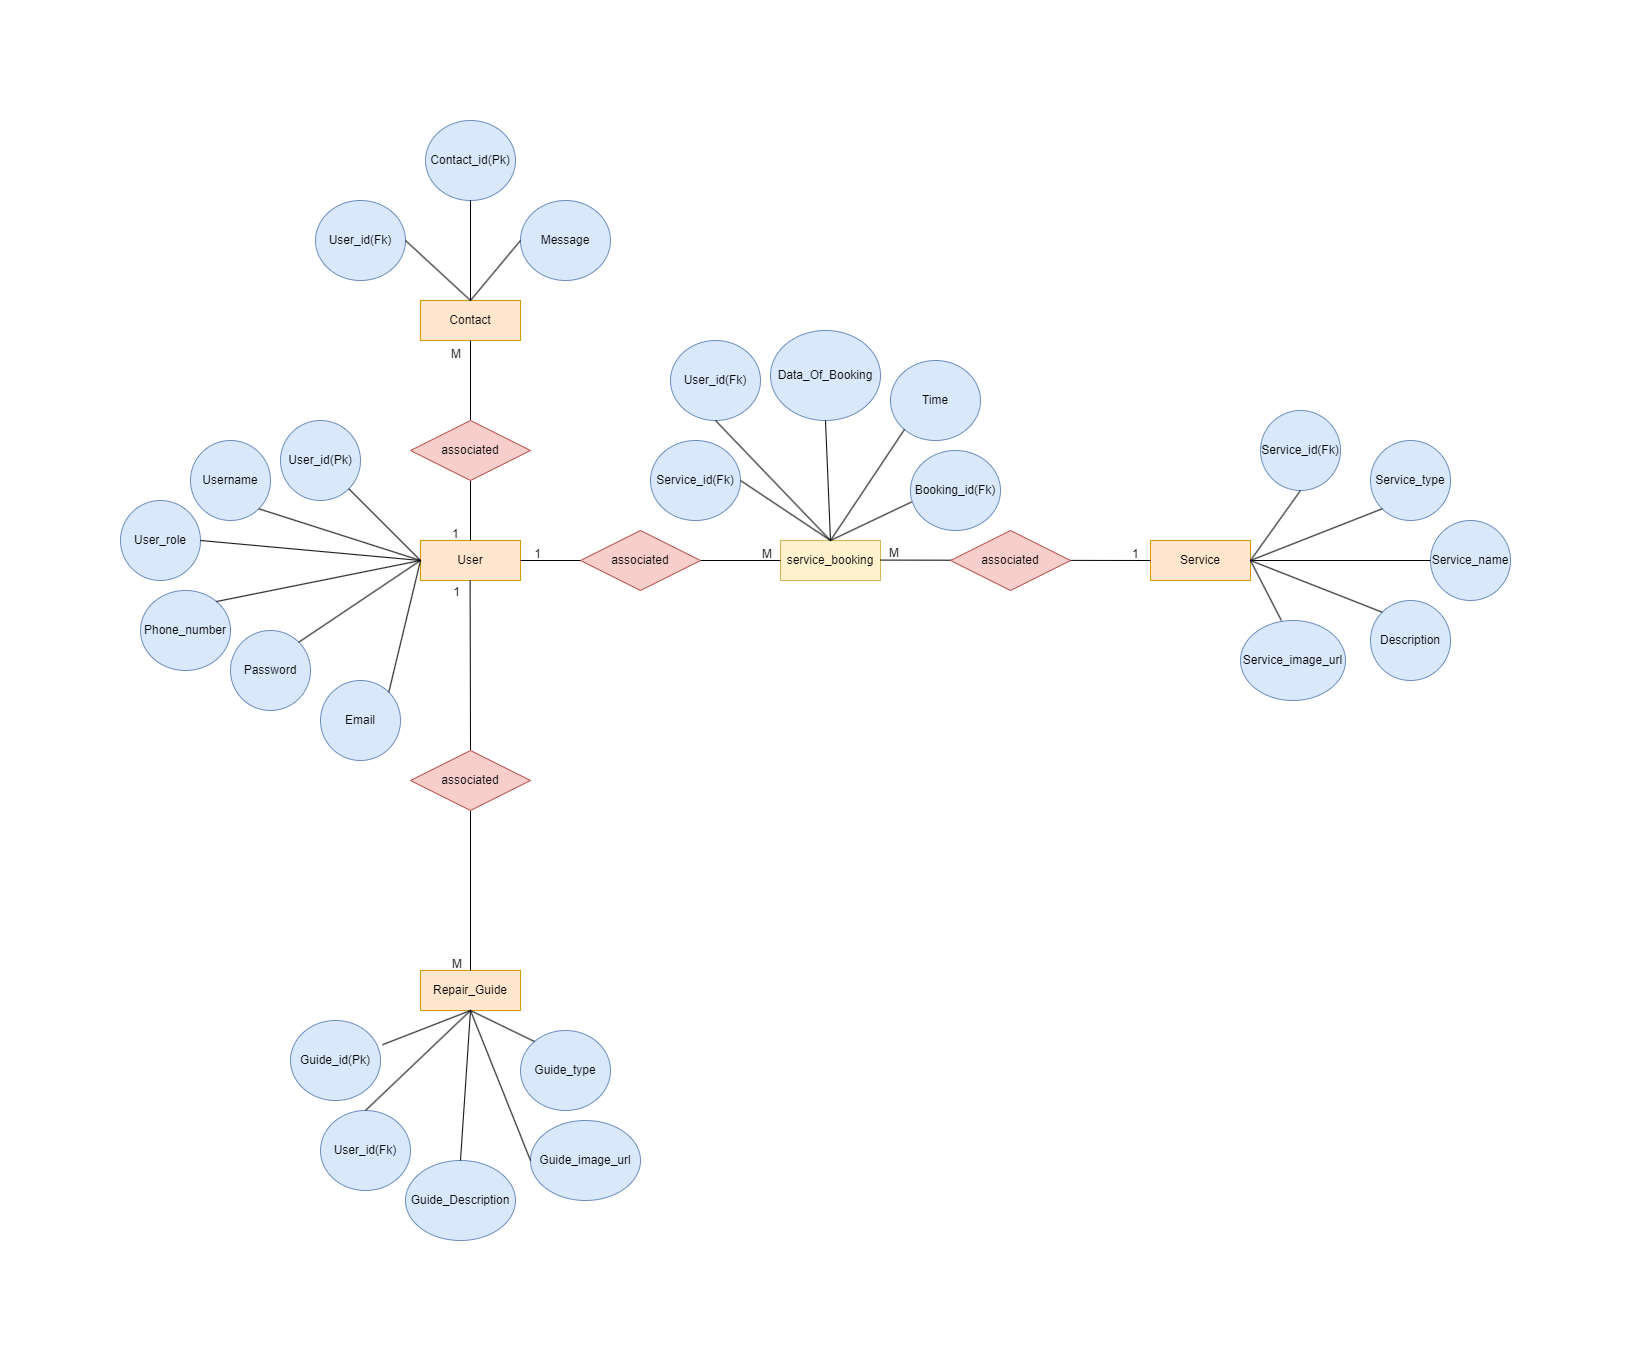 Contact_id(Pk)
User_id(Fk)
Message
Contact
M
associated
1
User_id(Pk)
Username
User_role
Phone_number
Password
Email
User
1
associated
M
User_id(Fk)
Data_Of_Booking
Time
Service_id(Fk)
Booking_id(Fk)
service_booking
M
associated
1
Service
Service_id(Fk)
Service_type
Service_name
Description
Service_image_url
1
associated
M
Repair_Guide
Guide_id(Pk)
User_id(Fk)
Guide_Description
Guide_image_url
Guide_type